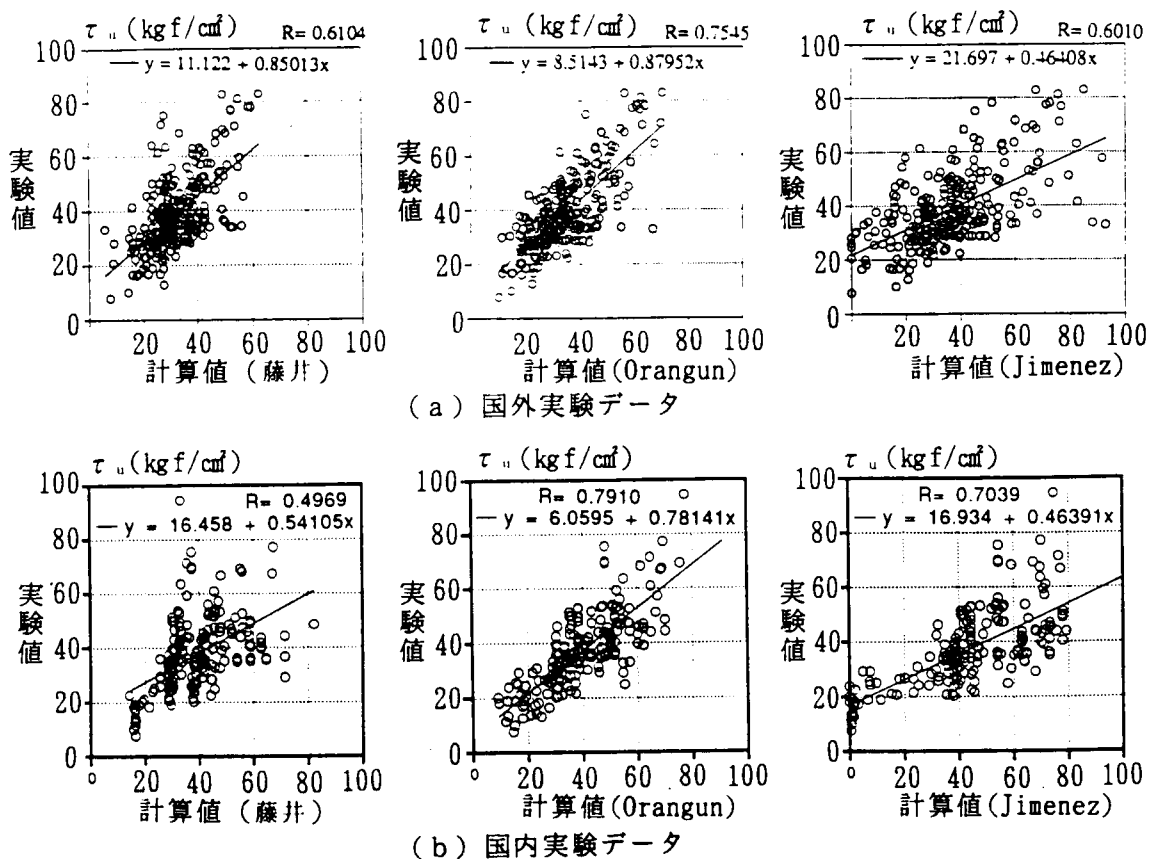 τu (kgf/cm²) R= 0.6104
y = 11.122 + 0.85013x
100
80
60
40
20
0
実験値
20 40 60 80 100
計算値 (藤井)
τu (kgf/cm²) R= 0.7545
y = 8.5143 + 0.87952x
100
80
60
40
20
0
実験値
20 40 60 80 100
計算値(Orangun)
τu (kgf/cm²) R= 0.6010
y = 21.697 + 0.46408x
100
80
60
40
20
0
実験値
20 40 60 80 100
計算値(Jimenez)
(a) 国外実験データ
τu (kgf/cm²)
R= 0.4969
y = 16.458 + 0.54105x
100
80
60
40
20
0
実験値
0 20 40 60 80 100
計算値 (藤井)
τu (kgf/cm²)
R= 0.7910
y = 6.0595 + 0.78141x
100
80
60
40
20
0
実験値
0 20 40 60 80 100
計算値(Orangun)
τu (kgf/cm²)
R= 0.7039
y = 16.934 + 0.46391x
100
80
60
40
20
0
実験値
0 20 40 60 80 100
計算値(Jimenez)
(b) 国内実験データ